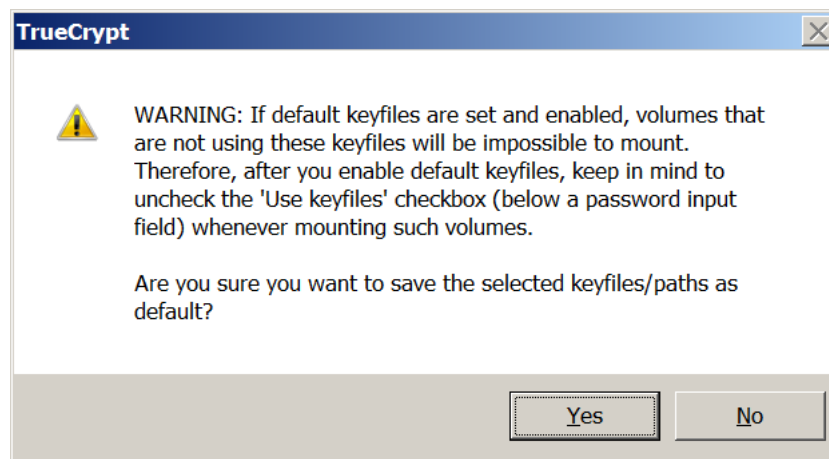 TrueCrypt
WARNING: If default keyfiles are set and enabled, volumes that
are not using these keyfiles will be impossible to mount.
Therefore, after you enable default keyfiles, keep in mind to
uncheck the 'Use keyfiles' checkbox (below a password input
field) whenever mounting such volumes.
Are you sure you want to save the selected keyfiles/paths as
default?
Yes No